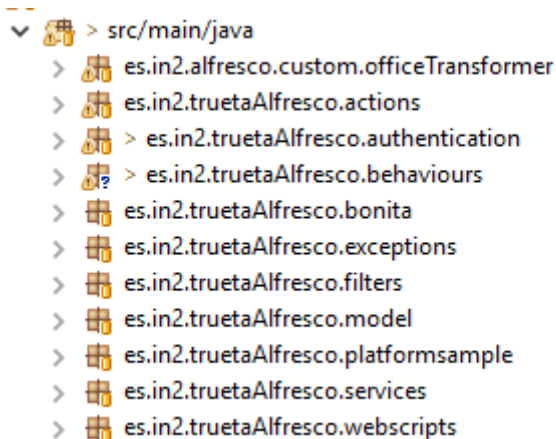 > src/main/java
es.in2.alfresco.custom.officeTransformer
es.in2.truetaAlfresco.actions
> es.in2.truetaAlfresco.authentication
> es.in2.truetaAlfresco.behaviours
es.in2.truetaAlfresco.bonita
es.in2.truetaAlfresco.exceptions
es.in2.truetaAlfresco.filters
es.in2.truetaAlfresco.model
es.in2.truetaAlfresco.platformsample
es.in2.truetaAlfresco.services
es.in2.truetaAlfresco.webscripts